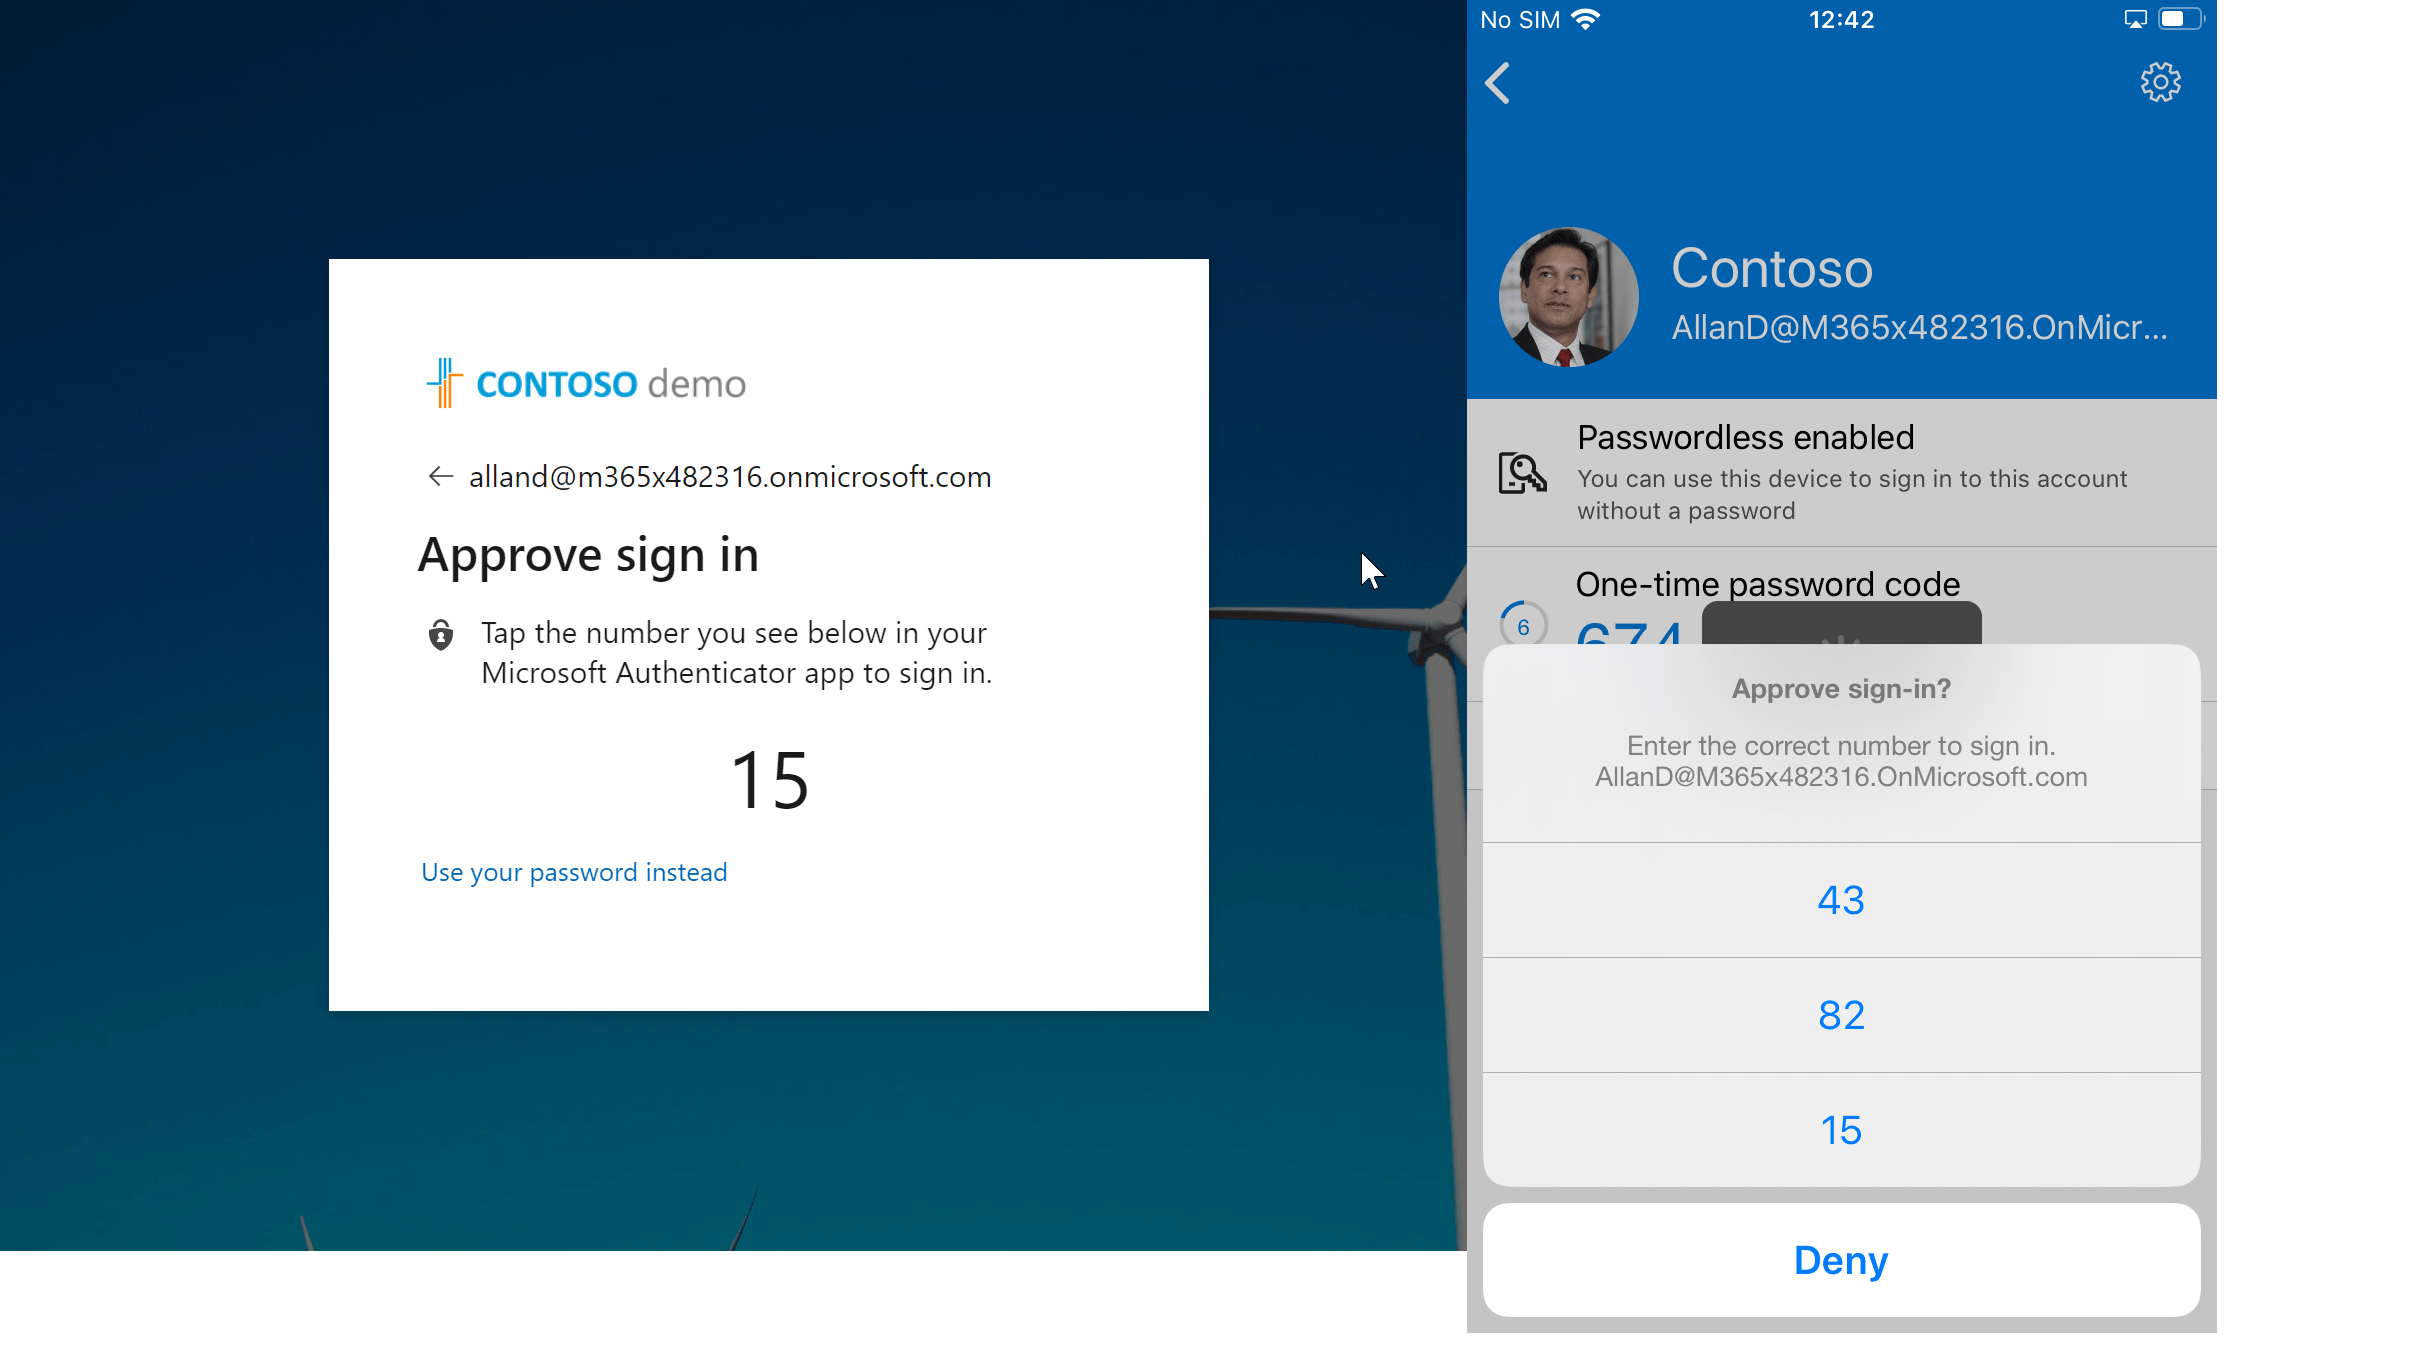 CONTOSO demo
alland@m365x482316.onmicrosoft.com
Approve sign in
Tap the number you see below in your
Microsoft Authenticator app to sign in.
15
Use your password instead
No SIM
12:42
Contoso
AllanD@M365x482316.OnMicr...
Passwordless enabled
You can use this device to sign in to this account
without a password
One-time password code
6
674
Approve sign-in?
Enter the correct number to sign in.
AllanD@M365x482316.OnMicrosoft.com
43
82
15
Deny